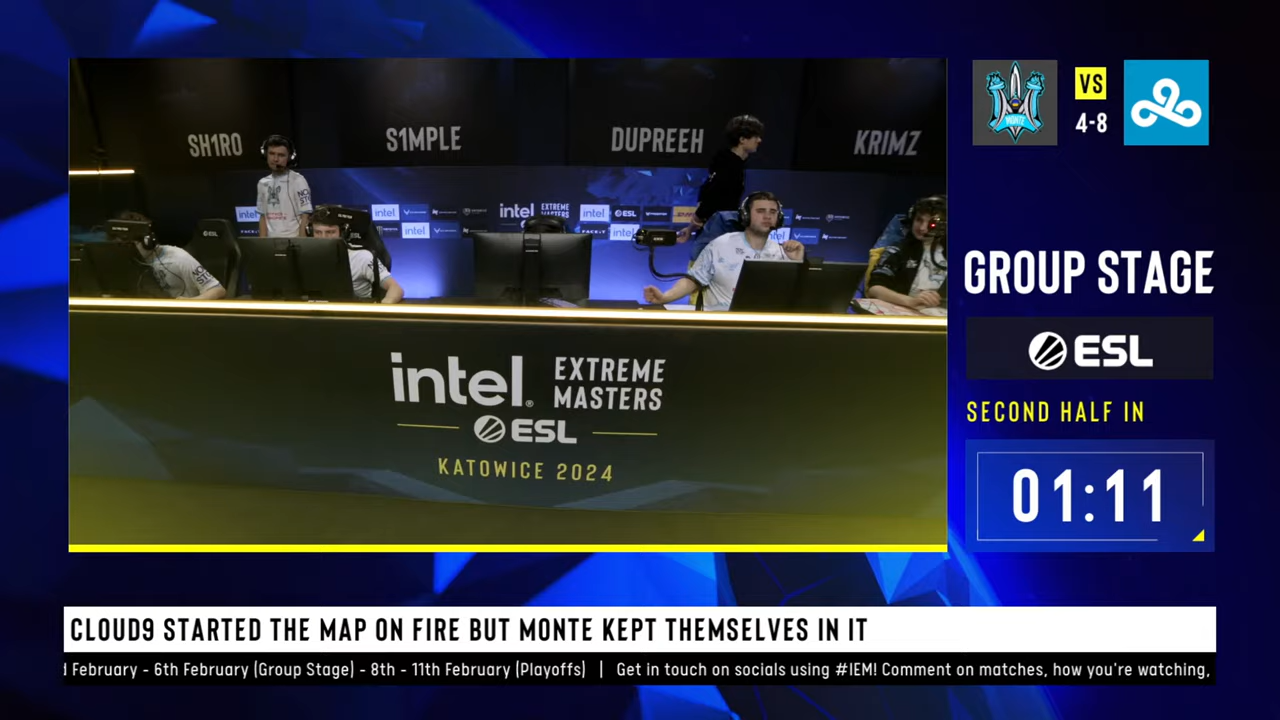 SH1RO
S1MPLE
DUPREEH
KRIMZ
MONTE
VS
4-8
intel
intel
EXTREME
MASTERS
intel
ESL
intel
intel
GROUP STAGE
ESL
SECOND HALF IN
01:11
intel
EXTREME
MASTERS
ESL
KATOWICE 2024
CLOUD9 STARTED THE MAP ON FIRE BUT MONTE KEPT THEMSELVES IN IT
February - 6th February (Group Stage) - 8th - 11th February (Playoffs) | Get in touch on socials using #IEM! Comment on matches, how you're watching,